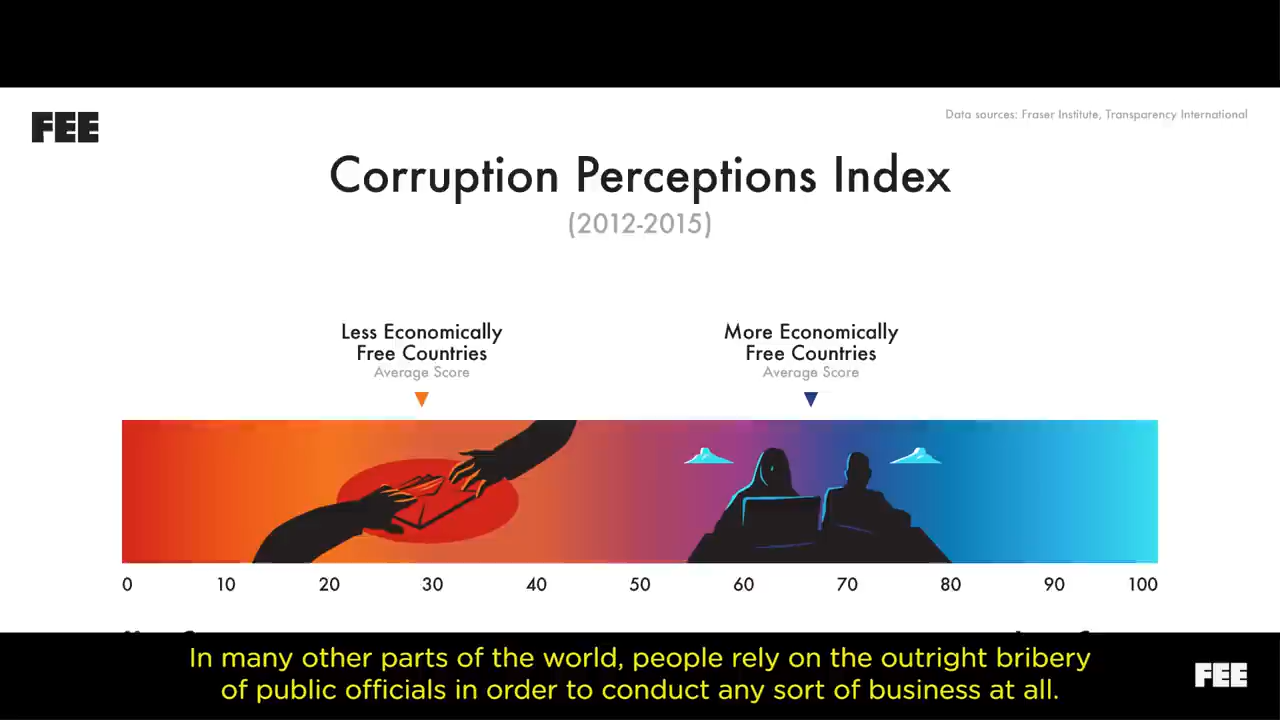 FEE
Data sources: Fraser Institute, Transparency International
Corruption Perceptions Index
(2012-2015)
Less Economically
Free Countries
Average Score
More Economically
Free Countries
Average Score
0 10 20 30 40 50 60 70 80 90 100
In many other parts of the world, people rely on the outright bribery
of public officials in order to conduct any sort of business at all.
FEE